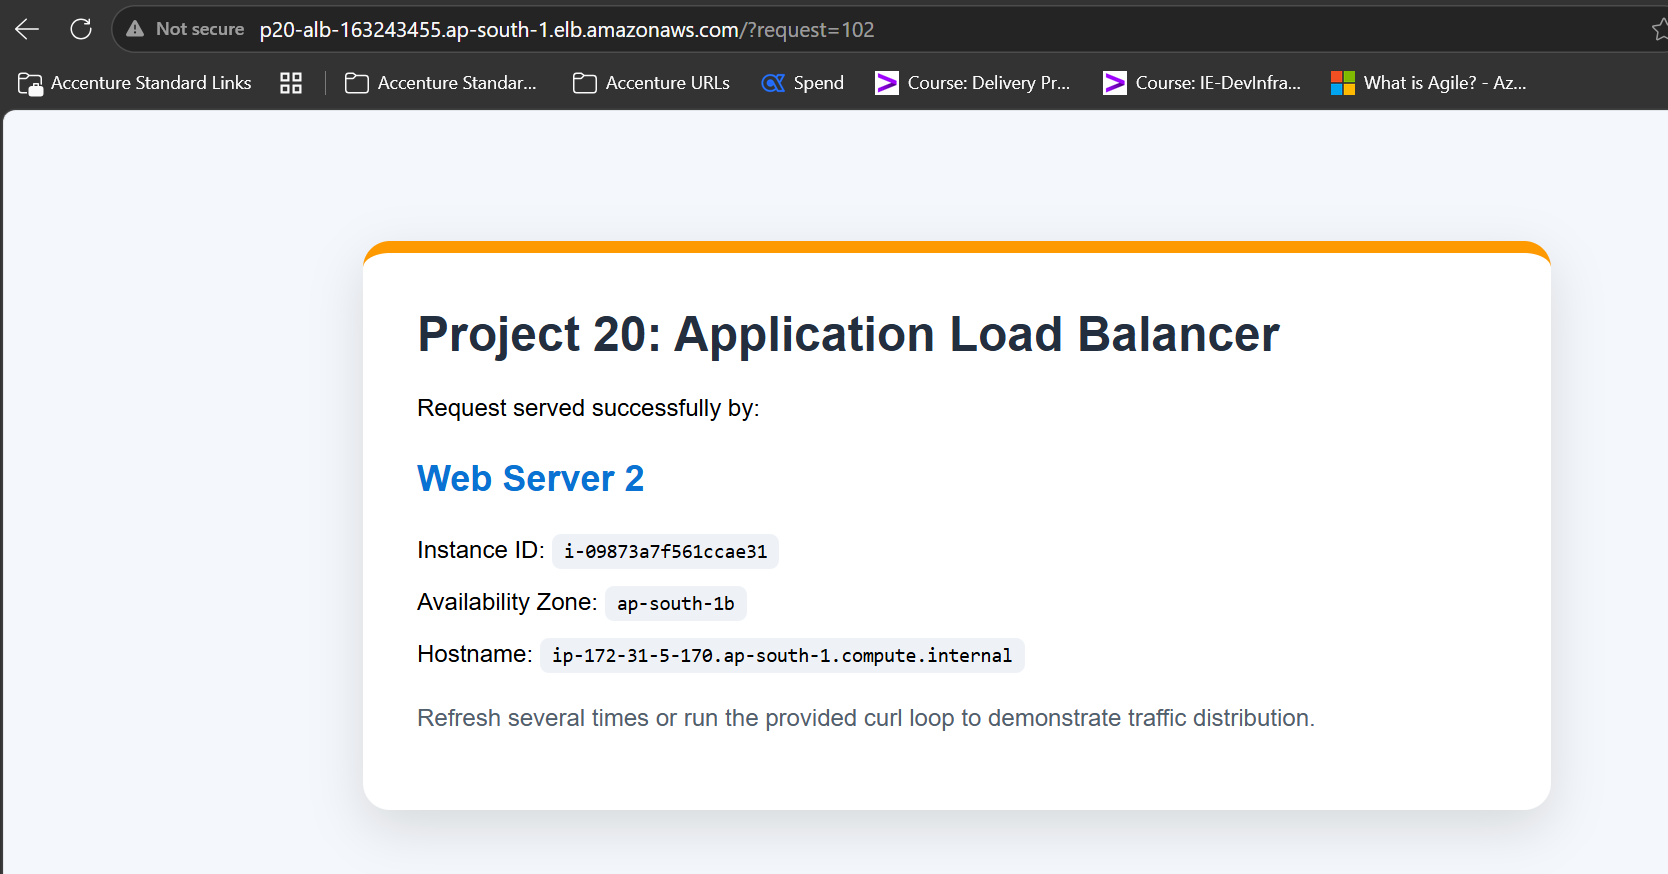 Not secure p20-alb-163243455.ap-south-1.elb.amazonaws.com/?request=102
Accenture Standard Links Accenture Standar... Accenture URLs Spend Course: Delivery Pr... Course: IE-DevInfra... What is Agile? - Az...
Project 20: Application Load Balancer
Request served successfully by:
Web Server 2
Instance ID: i-09873a7f561ccae31
Availability Zone: ap-south-1b
Hostname: ip-172-31-5-170.ap-south-1.compute.internal
Refresh several times or run the provided curl loop to demonstrate traffic distribution.